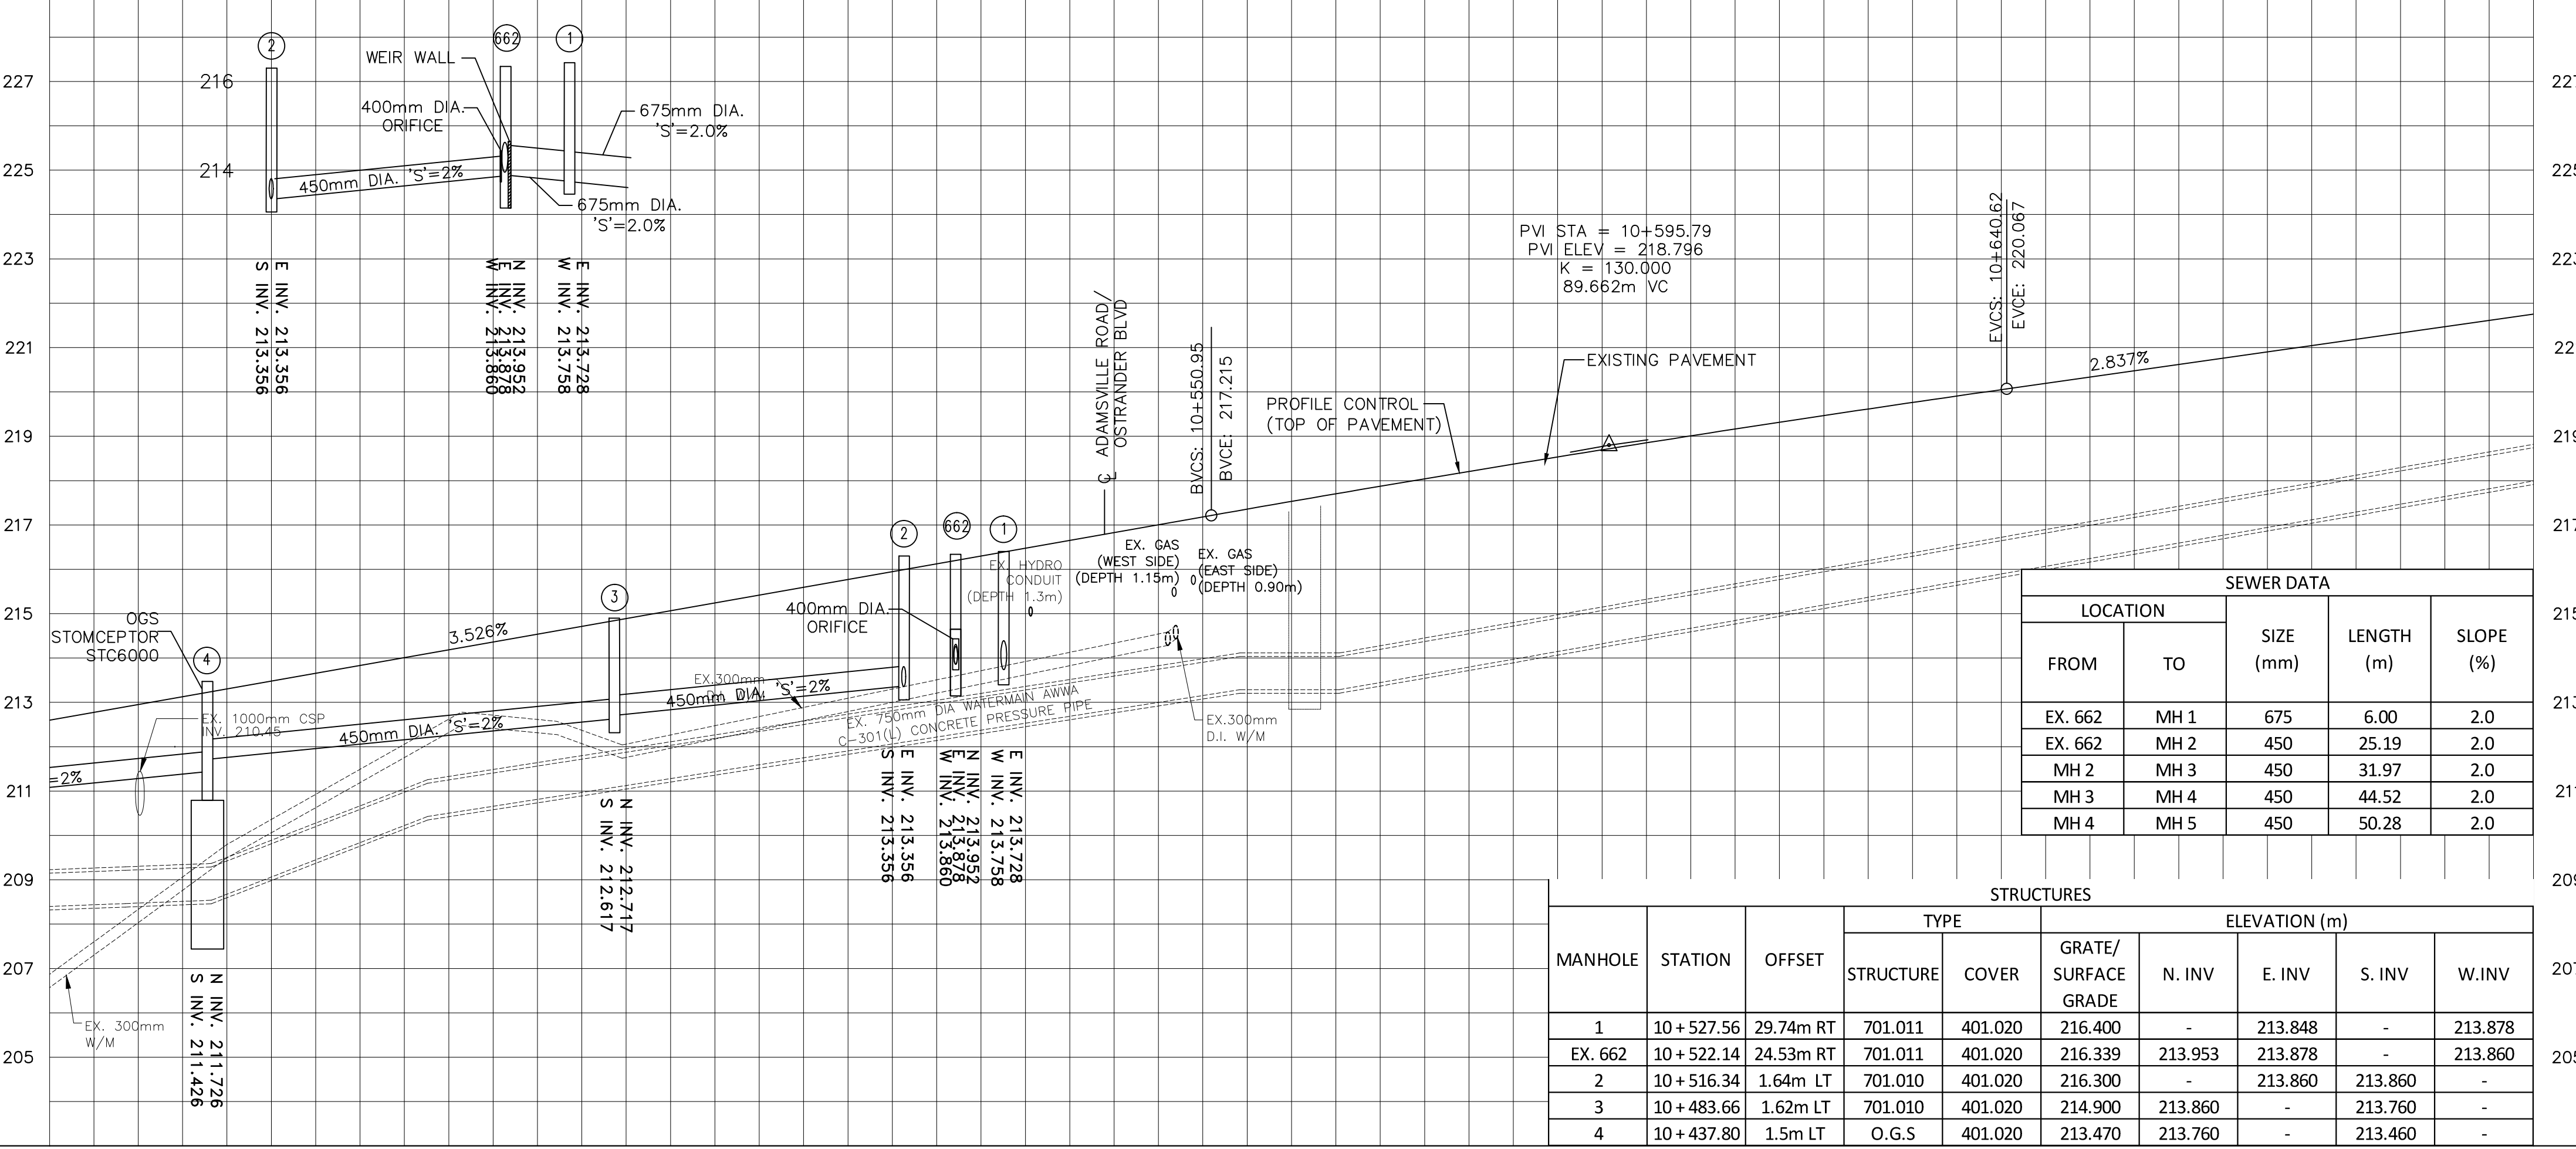 227
225
223
221
219
217
215
213
211
209
207
205
216
214
2
662
1
WEIR WALL
400mm DIA.
ORIFICE
675mm DIA.
'S'=2.0%
450mm DIA. 'S'=2%
675mm DIA.
'S'=2.0%
S INV. 213.356
E INV. 213.356
W INV. 213.860
E INV. 213.878
N INV. 213.952
W INV. 213.758
E INV. 213.728
PVI STA = 10+595.79
PVI ELEV = 218.796
K = 130.000
89.662m VC
EVCS: 10+640.62
EVCE: 220.067
2.837%
EXISTING PAVEMENT
PROFILE CONTROL
(TOP OF PAVEMENT)
BVCS: 10+550.95
BVCE: 217.215
℄ ADAMSVILLE ROAD/
OSTRANDER BLVD
2
662
1
3
4
OGS
STOMCEPTOR
STC6000
3.526%
EX. HYDRO
CONDUIT
(DEPTH 1.3m)
EX. GAS
(WEST SIDE)
(DEPTH 1.15m)
EX. GAS
(EAST SIDE)
(DEPTH 0.90m)
400mm DIA.
ORIFICE
EX.300mm
450mm DIA. 'S'=2%
EX. 750mm DIA WATERMAIN AWWA
C-301(L) CONCRETE PRESSURE PIPE
EX.300mm
D.I. W/M
EX. 1000mm CSP
INV. 210.45
450mm DIA. 'S'=2%
=2%
S INV. 213.356
E INV. 213.356
W INV. 213.860
E INV. 213.878
N INV. 213.952
W INV. 213.758
E INV. 213.728
S INV. 212.617
N INV. 212.717
S INV. 211.426
N INV. 211.726
EX. 300mm
W/M
SEWER DATA
LOCATION SIZE (mm) LENGTH (m) SLOPE (%)
FROM TO
EX. 662 MH 1 675 6.00 2.0
EX. 662 MH 2 450 25.19 2.0
MH 2 MH 3 450 31.97 2.0
MH 3 MH 4 450 44.52 2.0
MH 4 MH 5 450 50.28 2.0
STRUCTURES
MANHOLE STATION OFFSET TYPE ELEVATION (m)
STRUCTURE COVER GRATE/ SURFACE GRADE N. INV E. INV S. INV W.INV
1 10 + 527.56 29.74m RT 701.011 401.020 216.400 - 213.848 - 213.878
EX. 662 10 + 522.14 24.53m RT 701.011 401.020 216.339 213.953 213.878 - 213.860
2 10 + 516.34 1.64m LT 701.010 401.020 216.300 - 213.860 213.860 -
3 10 + 483.66 1.62m LT 701.010 401.020 214.900 213.860 - 213.760 -
4 10 + 437.80 1.5m LT O.G.S 401.020 213.470 213.760 - 213.460 -